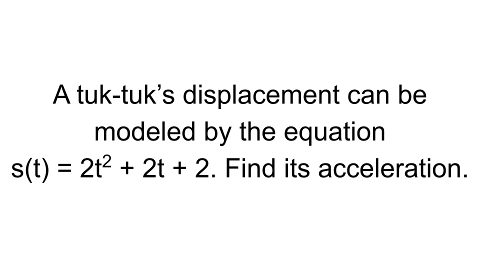 A tuk-tuk’s displacement can be
modeled by the equation
s(t) = 2t² + 2t + 2. Find its acceleration.